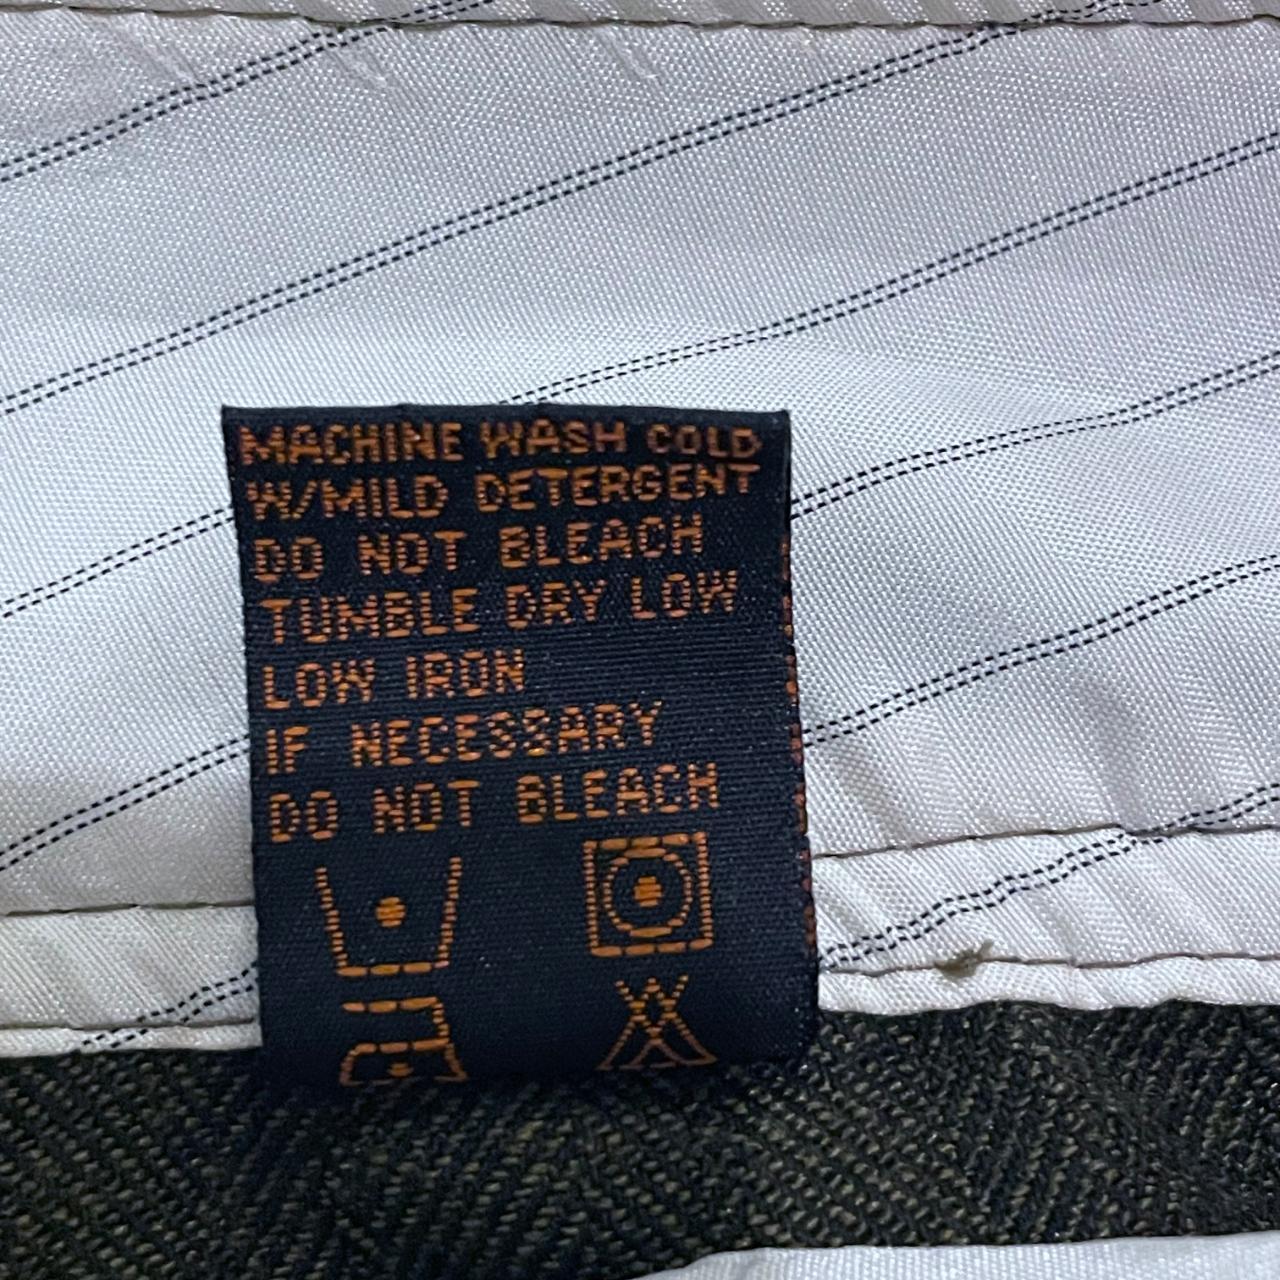 MACHINE WASH COLD
W/MILD DETERGENT
DO NOT BLEACH
TUMBLE DRY LOW
LOW IRON
IF NECESSARY
DO NOT BLEACH